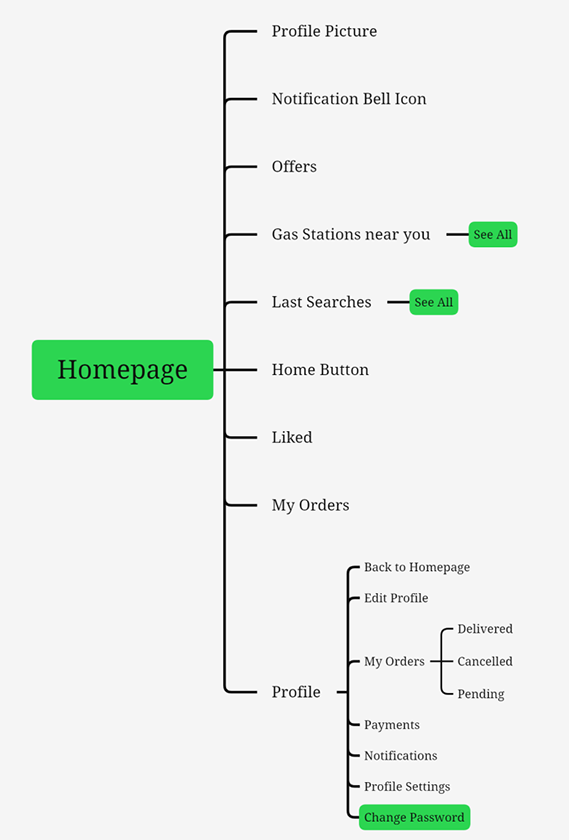 Profile Picture
Notification Bell Icon
Offers
Gas Stations near you
See All
Last Searches
See All
Homepage
Home Button
Liked
My Orders
Profile
Back to Homepage
Edit Profile
My Orders
Delivered
Cancelled
Pending
Payments
Notifications
Profile Settings
Change Password